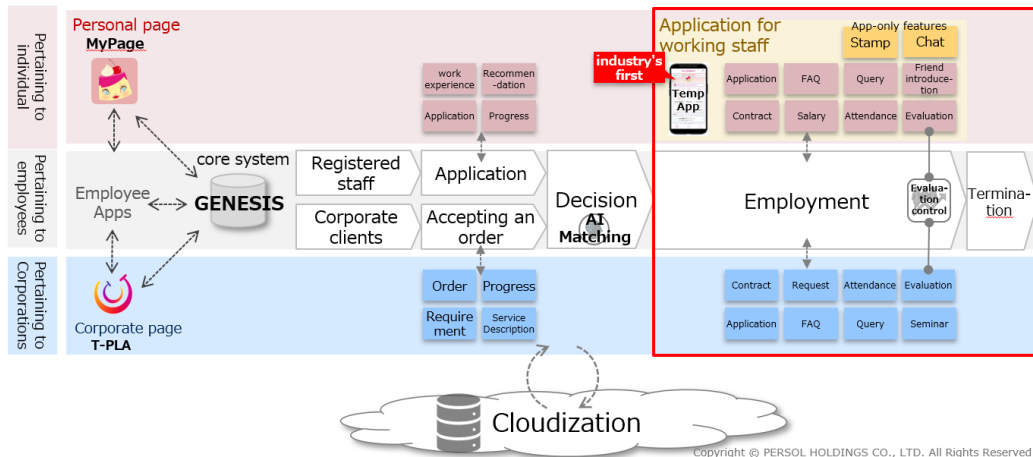 Pertaining to
individual
Personal page
MyPage
work
experience
Recommen-
-dation
Application
Progress
Application for
working staff
App-only features
Stamp
Chat
industry's
first
Temp
App
Application
FAQ
Query
Friend
introduce-
tion
Contract
Salary
Attendance
Evaluation
Pertaining to
employees
Employee
Apps
core system
GENESIS
Registered
staff
Corporate
clients
Application
Accepting an
order
Decision
AI
Matching
Employment
Evalua-
tion
control
Termina-
tion
Pertaining to
Corporations
Corporate page
T-PLA
Order
Progress
Require
ment
Service
Description
Contract
Request
Attendance
Evaluation
Application
FAQ
Query
Seminar
Cloudization
Copyright © PERSOL HOLDINGS CO., LTD. All Rights Reserved.